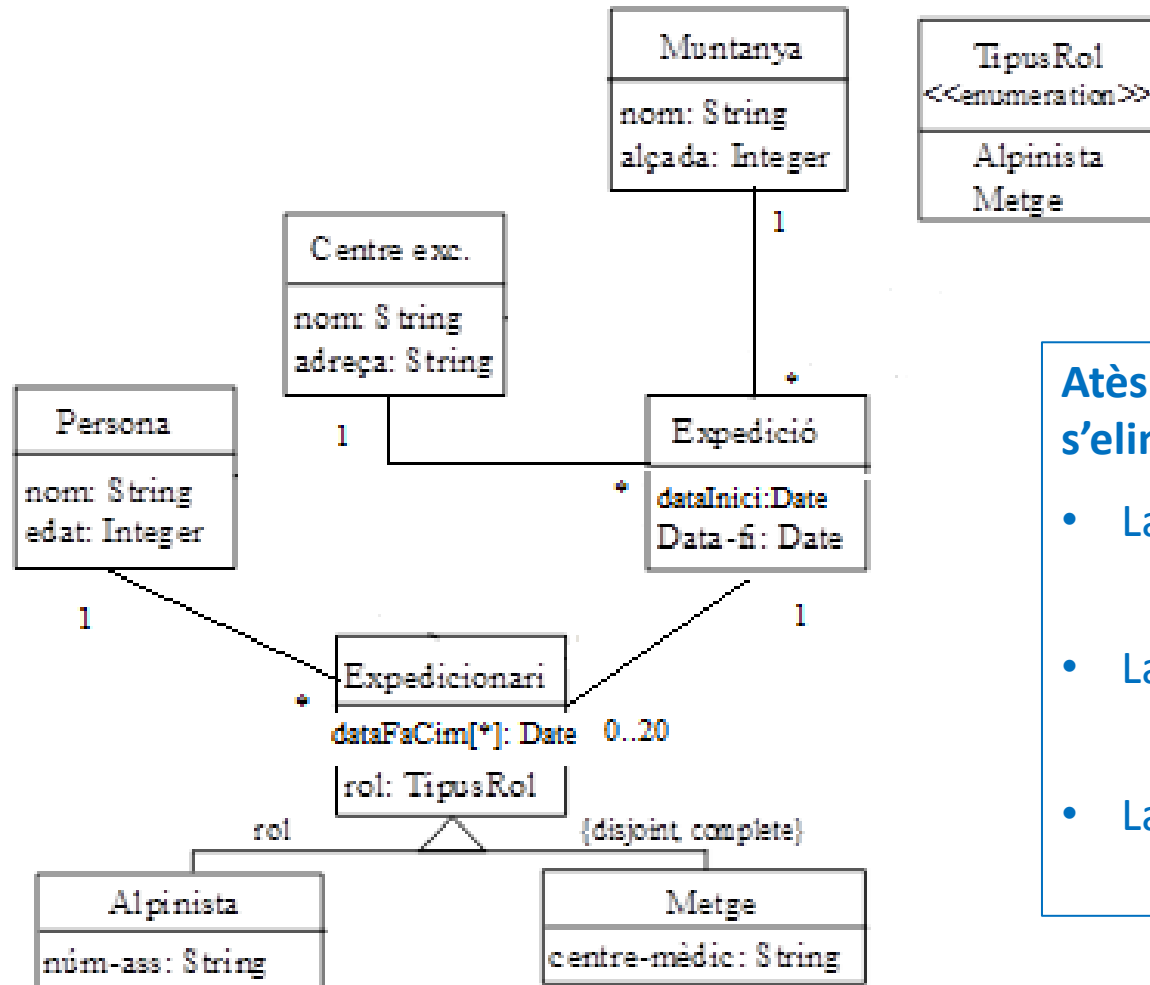 Muntanya
nom: String
alçada: Integer
1
TipusRol
<<enumeration>>
Alpinista
Metge
Centre exc.
nom: String
adreça: String
1
*
Expedició
dataInici:Date
Data-fi: Date
*
1
Persona
nom: String
edat: Integer
1
*
Expedicionari
dataFaCim[*]: Date
rol: TipusRol
0..20
rol
{disjoint, complete}
Alpinista
núm-ass: String
Metge
centre-mèdic: String
Atès
• La
• La
• La